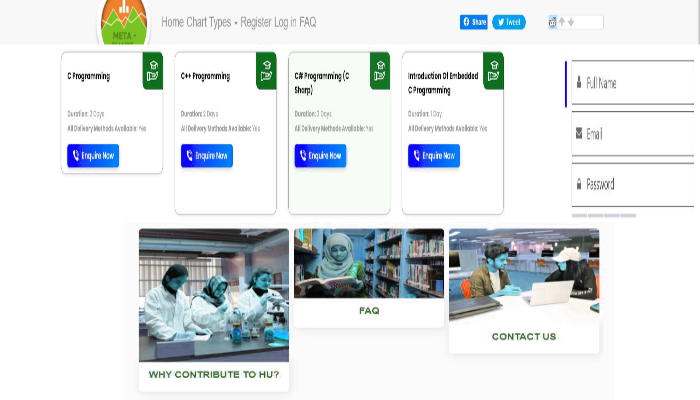 META -
Home Chart Types Register Log in FAQ
Share
Tweet
C Programming
Duration: 2 Days
All Delivery Methods Available: Yes
Enquire Now
C++ Programming
Duration: 2 Days
All Delivery Methods Available: Yes
Enquire Now
C# Programming (C
Sharp)
Duration: 3 Days
All Delivery Methods Available: Yes
Enquire Now
Introduction Of Embedded
C Programming
Duration: 1 Day
All Delivery Methods Available: Yes
Enquire Now
Full Name
Email
Password
WHY CONTRIBUTE TO HU?
FAQ
CONTACT US